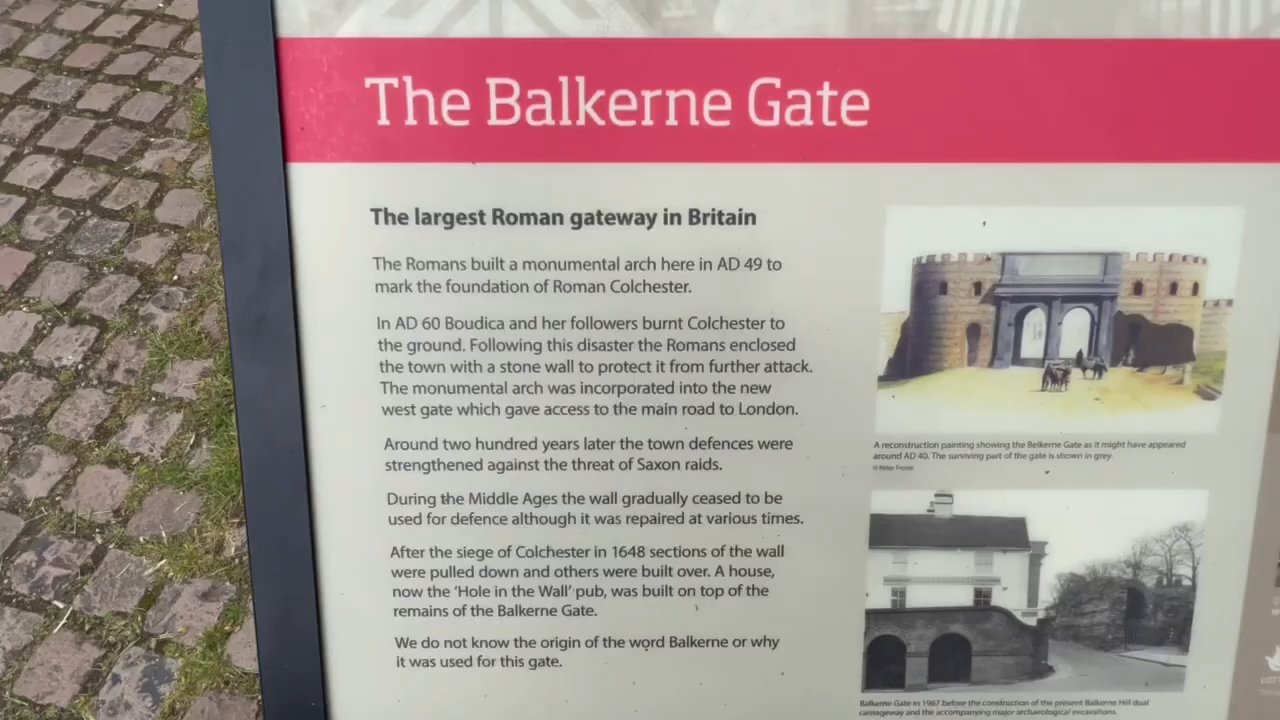 The Balkerne Gate
The largest Roman gateway in Britain
The Romans built a monumental arch here in AD 49 to
mark the foundation of Roman Colchester.
In AD 60 Boudica and her followers burnt Colchester to
the ground. Following this disaster the Romans enclosed
the town with a stone wall to protect it from further attack.
The monumental arch was incorporated into the new
west gate which gave access to the main road to London.
Around two hundred years later the town defences were
strengthened against the threat of Saxon raids.
During the Middle Ages the wall gradually ceased to be
used for defence although it was repaired at various times.
After the siege of Colchester in 1648 sections of the wall
were pulled down and others were built over. A house,
now the 'Hole in the Wall' pub, was built on top of the
remains of the Balkerne Gate.
We do not know the origin of the word Balkerne or why
it was used for this gate.
A reconstruction painting showing the Balkerne Gate as it might have appeared
around AD 40. The surviving part of the gate is shown in grey.
© Peter Froste
Balkerne Gate in 1967 before the construction of the present Balkerne Hill dual
carriageway and the accompanying major archaeological excavations.